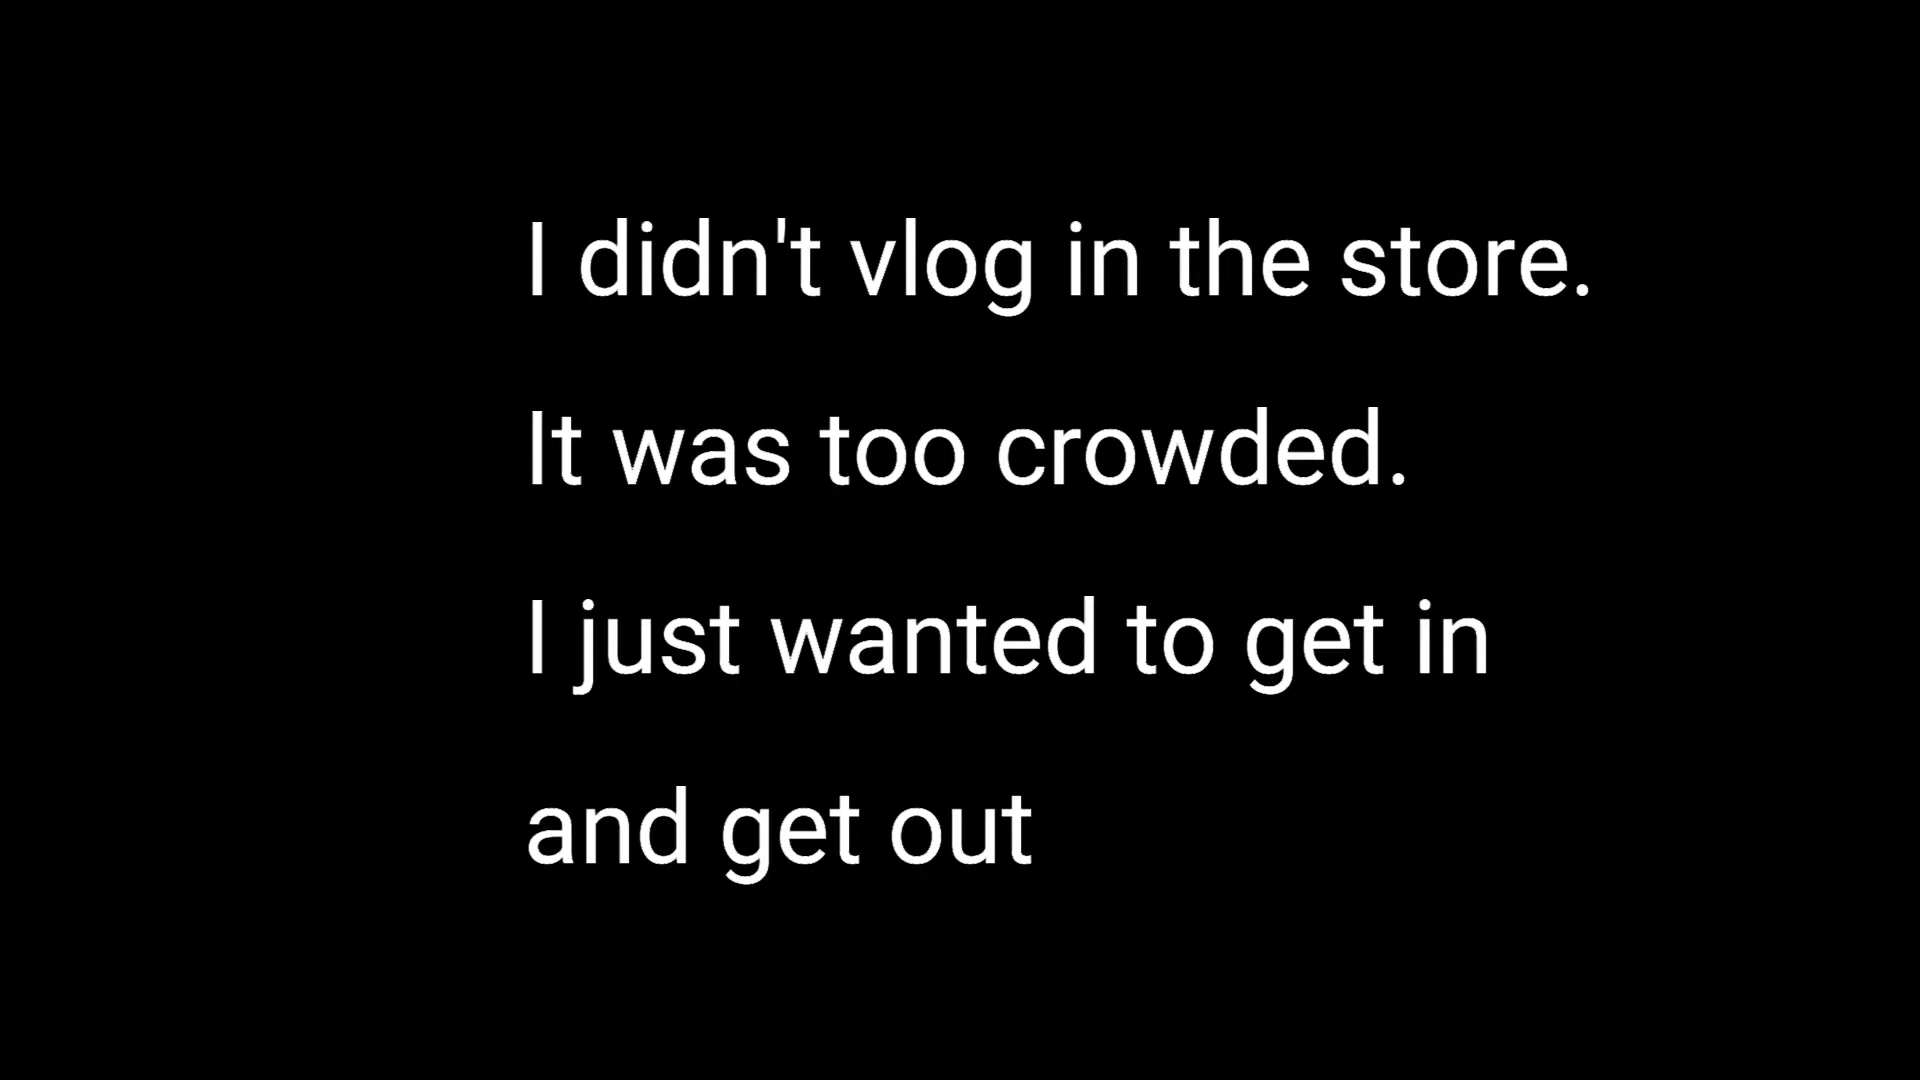 I didn't vlog in the store.
It was too crowded.
I just wanted to get in
and get out